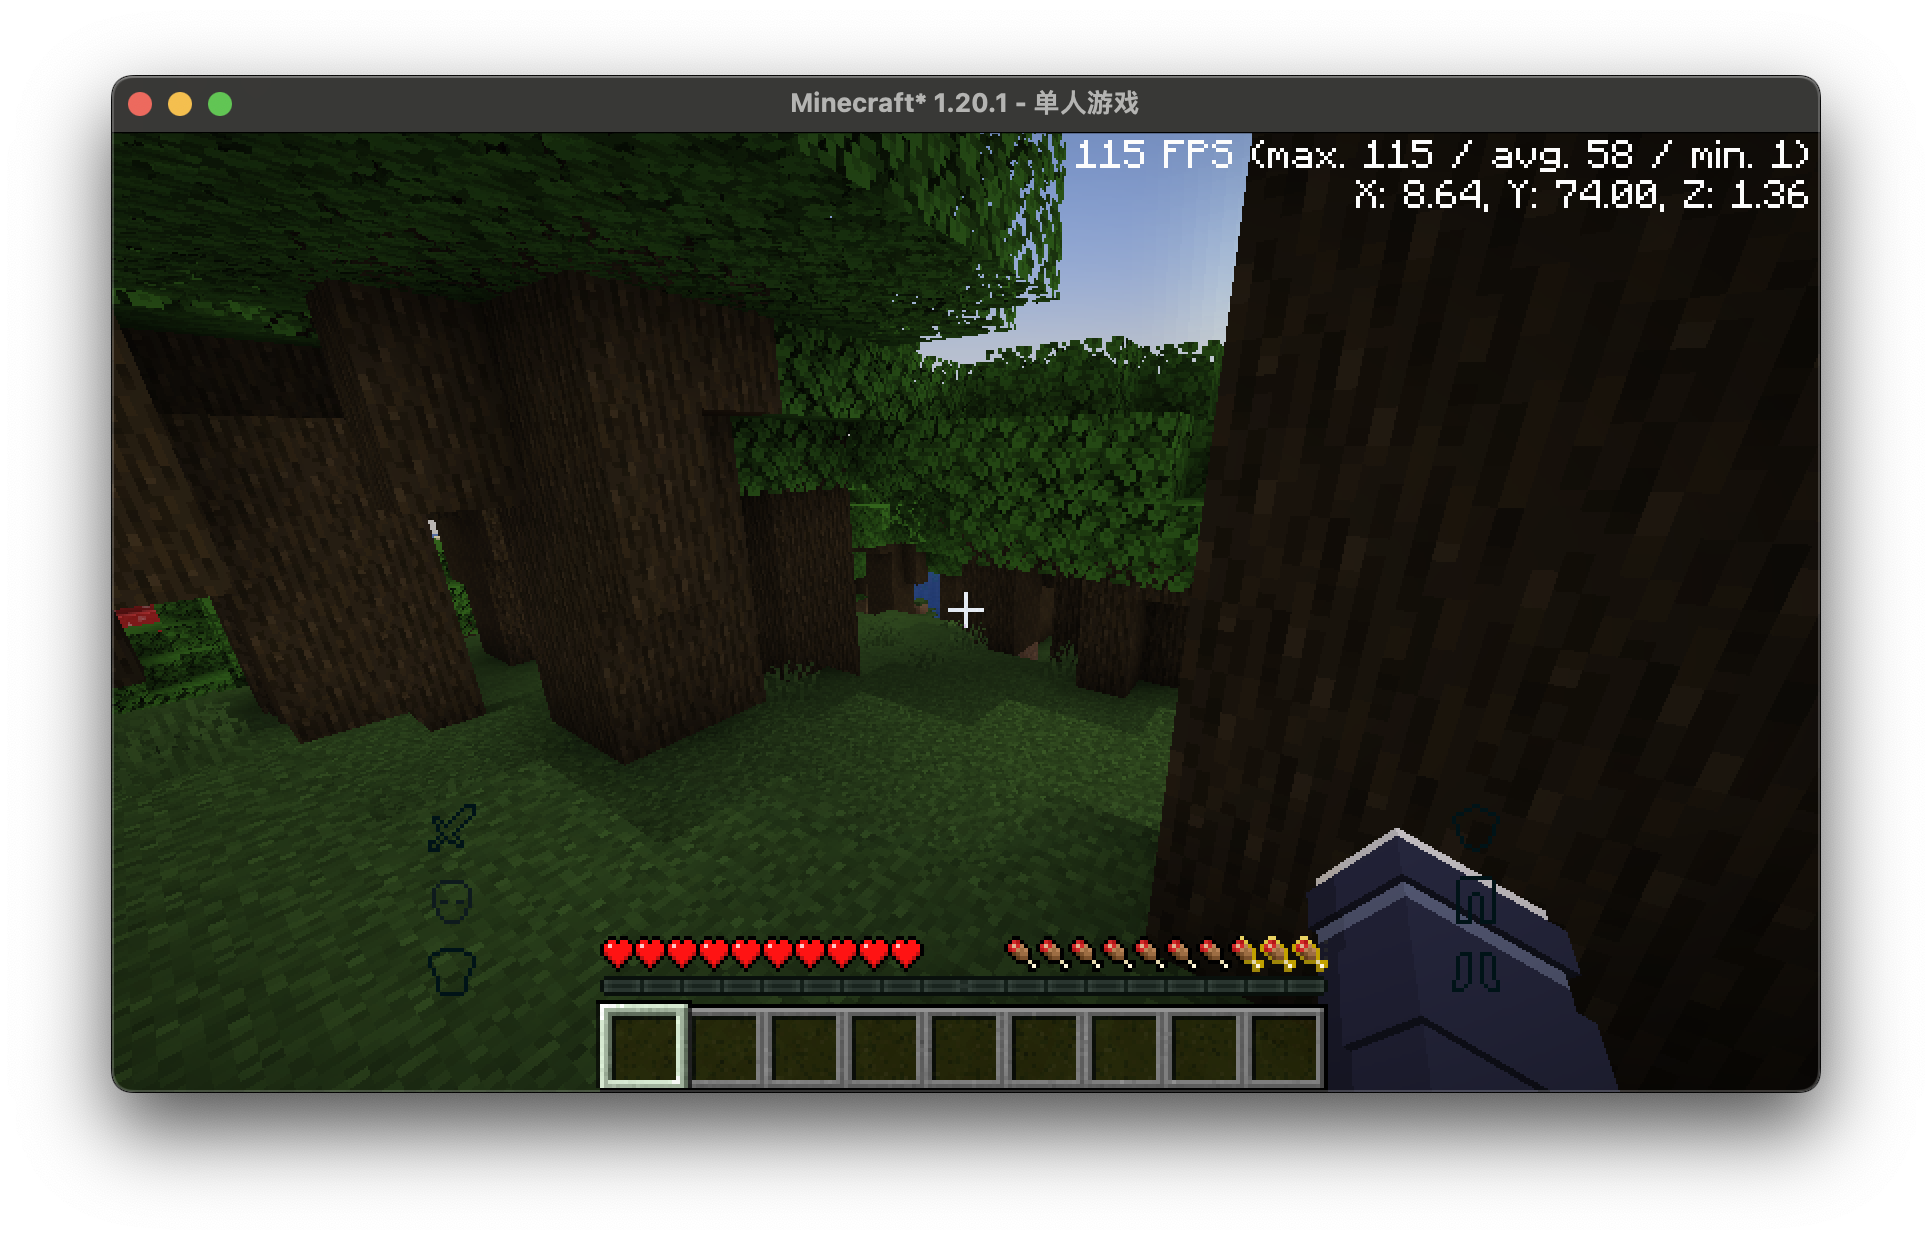 Minecraft* 1.20.1 - 单人游戏
115 FPS (max. 115 / avg. 58 / min. 1)
X: 8.64, Y: 74.00, Z: 1.36